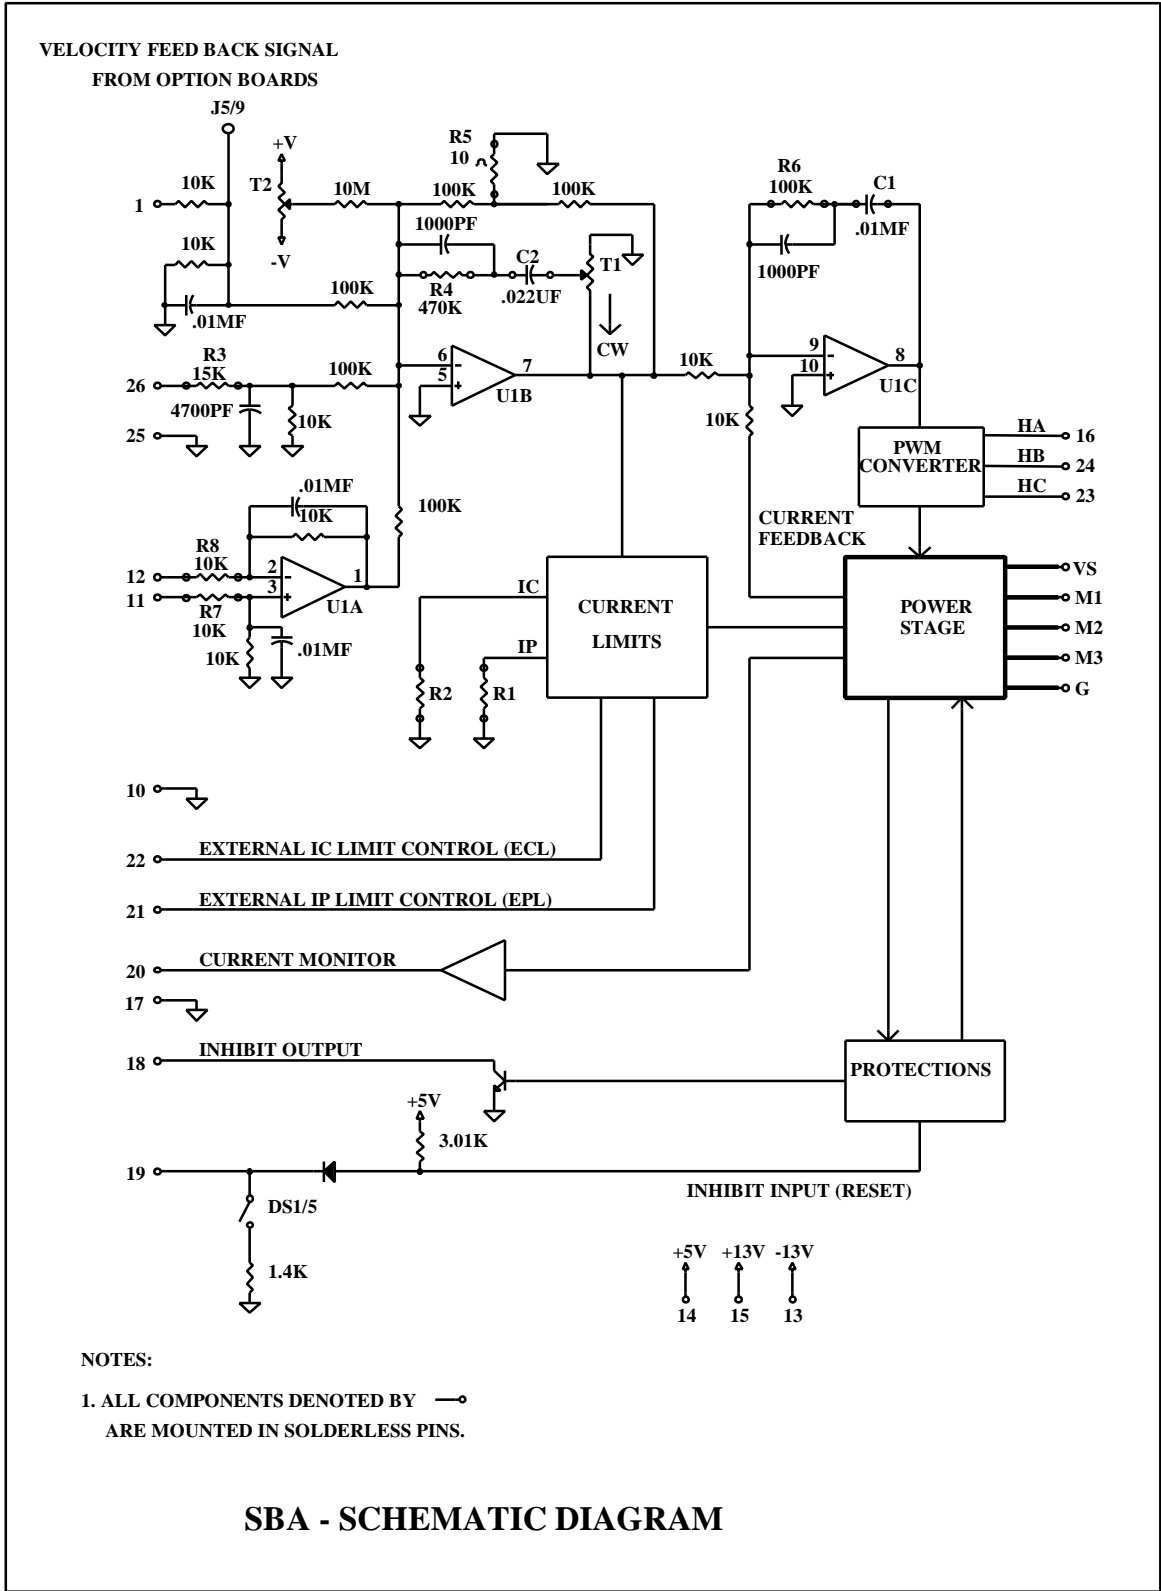 VELOCITY FEED BACK SIGNAL
FROM OPTION BOARDS
J5/9
+V
R5
10
R6
10K
T2
10M
100K
100K
100K
C1
1
1000PF
.01MF
10K
-V
C2
T1
1000PF
100K
R4
.022UF
470K
.01MF
CW
R3
15K
100K
6
7
10K
9
8
26
5
10
4700PF
U1B
U1C
10K
10K
25
HA
16
PWM
CONVERTER
HB
24
.01MF
HC
23
10K
100K
CURRENT
FEEDBACK
R8
10K
2
1
12
3
11
U1A
R7
10K
.01MF
10K
IC
CURRENT
LIMITS
IP
POWER
STAGE
VS
M1
M2
M3
G
R2
R1
10
22
EXTERNAL IC LIMIT CONTROL (ECL)
21
EXTERNAL IP LIMIT CONTROL (EPL)
20
CURRENT MONITOR
17
18
INHIBIT OUTPUT
PROTECTIONS
+5V
3.01K
19
INHIBIT INPUT (RESET)
DS1/5
1.4K
+5V +13V -13V
14 15 13
NOTES:
1. ALL COMPONENTS DENOTED BY
ARE MOUNTED IN SOLDERLESS PINS.
SBA - SCHEMATIC DIAGRAM